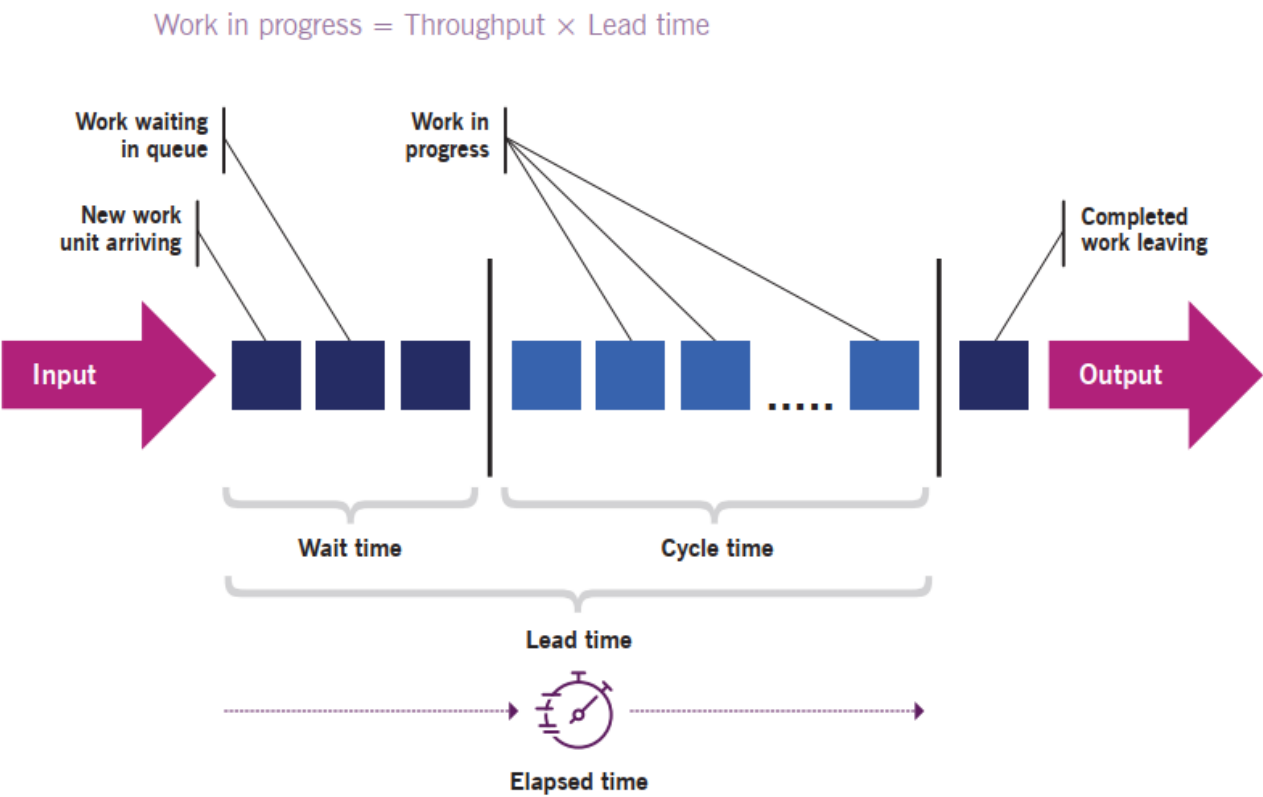 Work in progress = Throughput × Lead time
Work waiting
in queue
Work in
progress
New work
unit arriving
Completed
work leaving
Input
.....
Output
Wait time
Cycle time
Lead time
Elapsed time